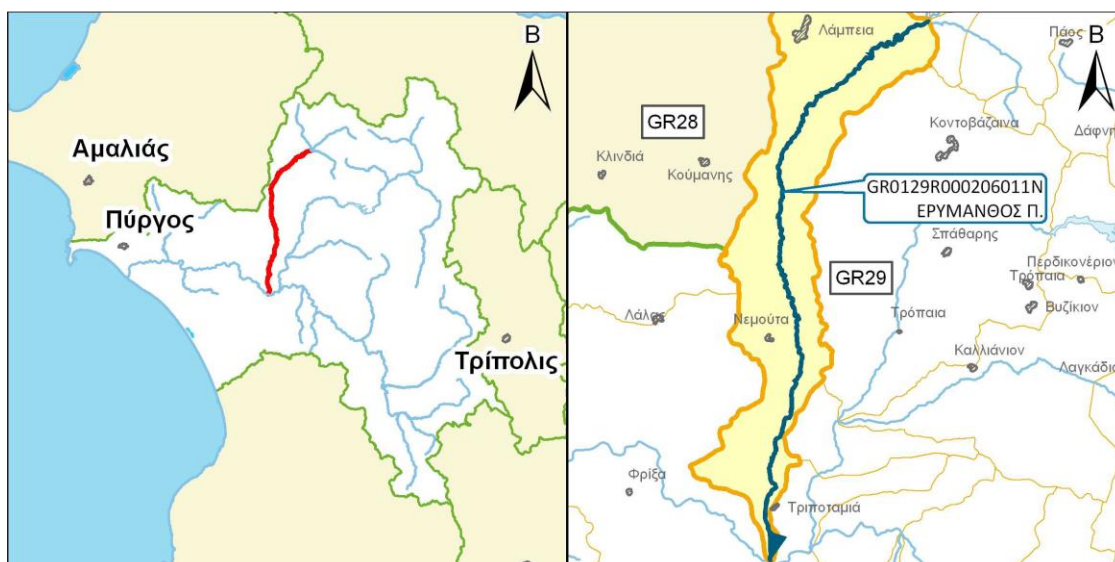 Β
Αμαλιάς
Πύργος
Τρίπολις
Β
Λάμπεια
Πάος
GR28
Κοντοβάζαινα
Δάφνη
Κλινδιά
Κούμανης
GR0129R000206011N
ΕΡΥΜΑΝΘΟΣ Π.
Σπάθαρης
GR29
Περδικονέριον
Τρόπαια
Βυζίκιον
Λάλας
Νεμούτα
Τρόπαια
Καλλιάνιον
Λαγκάδια
Φρίξα
Τριποταμιά